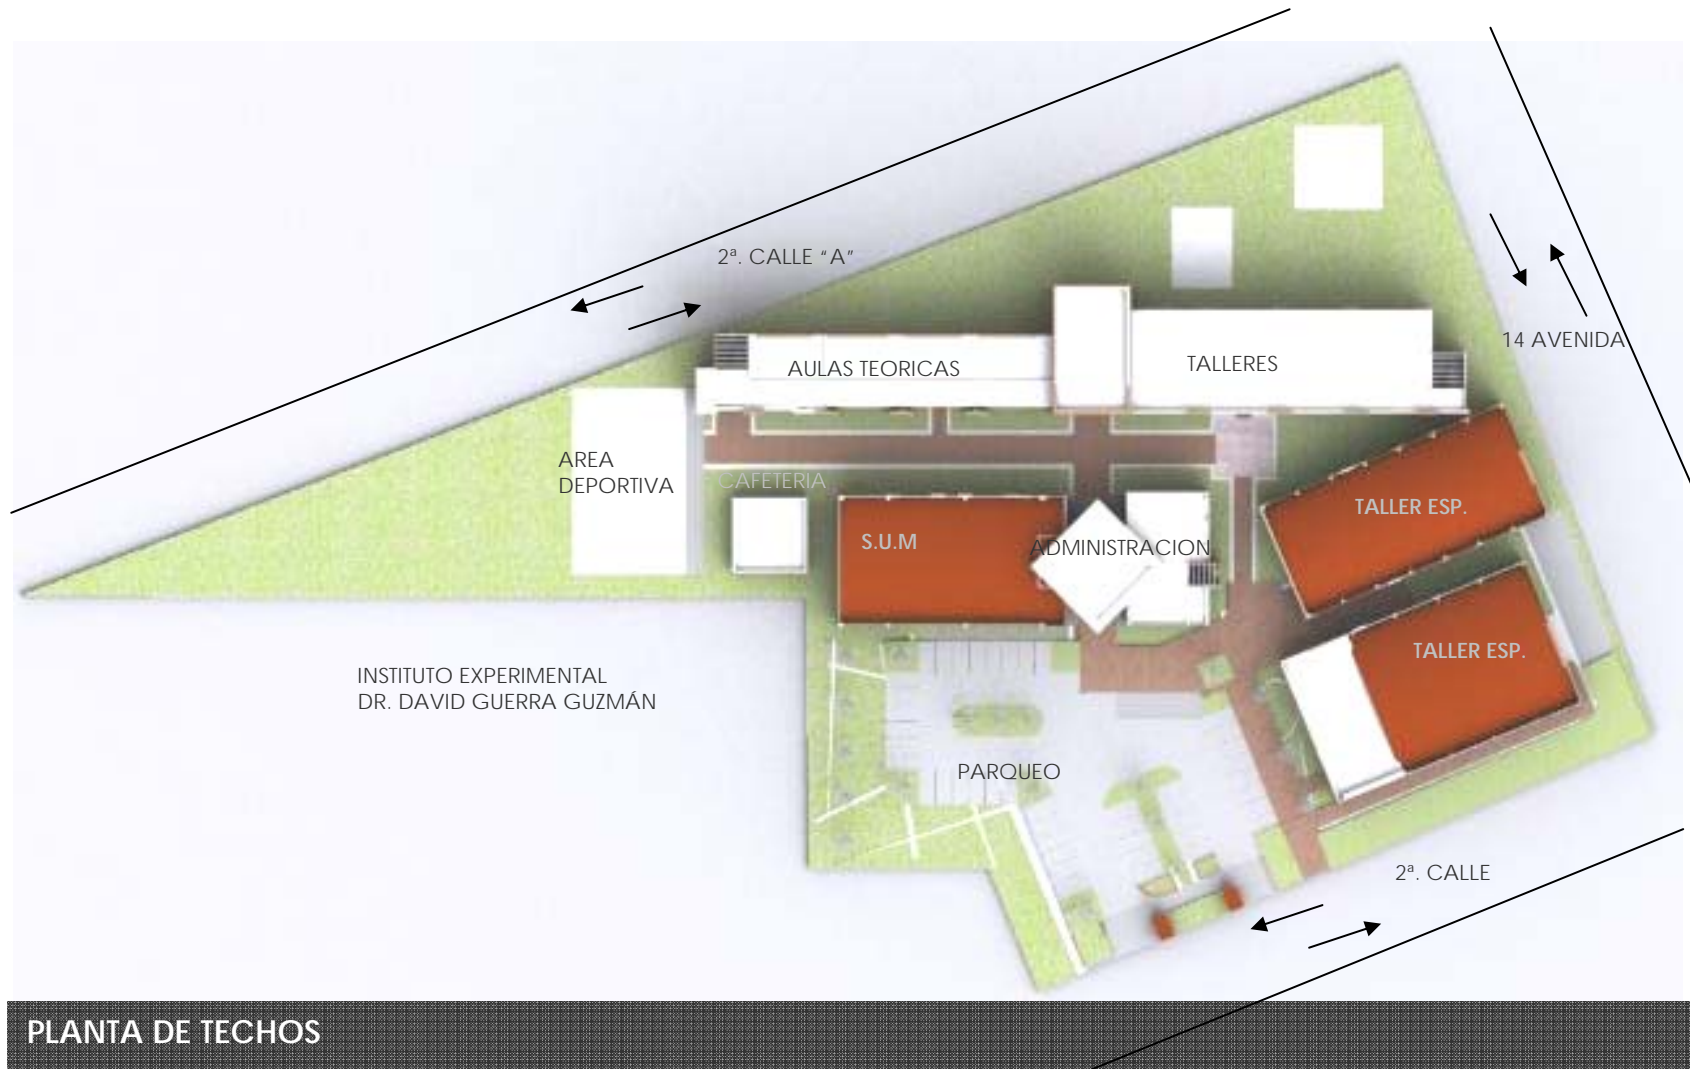 2ª. CALLE “A”
14 AVENIDA
AULAS TEORICAS
TALLERES
AREA
DEPORTIVA
CAFETERIA
TALLER ESP.
S.U.M
ADMINISTRACION
TALLER ESP.
INSTITUTO EXPERIMENTAL
DR. DAVID GUERRA GUZMÁN
PARQUEO
2ª. CALLE
PLANTA DE TECHOS